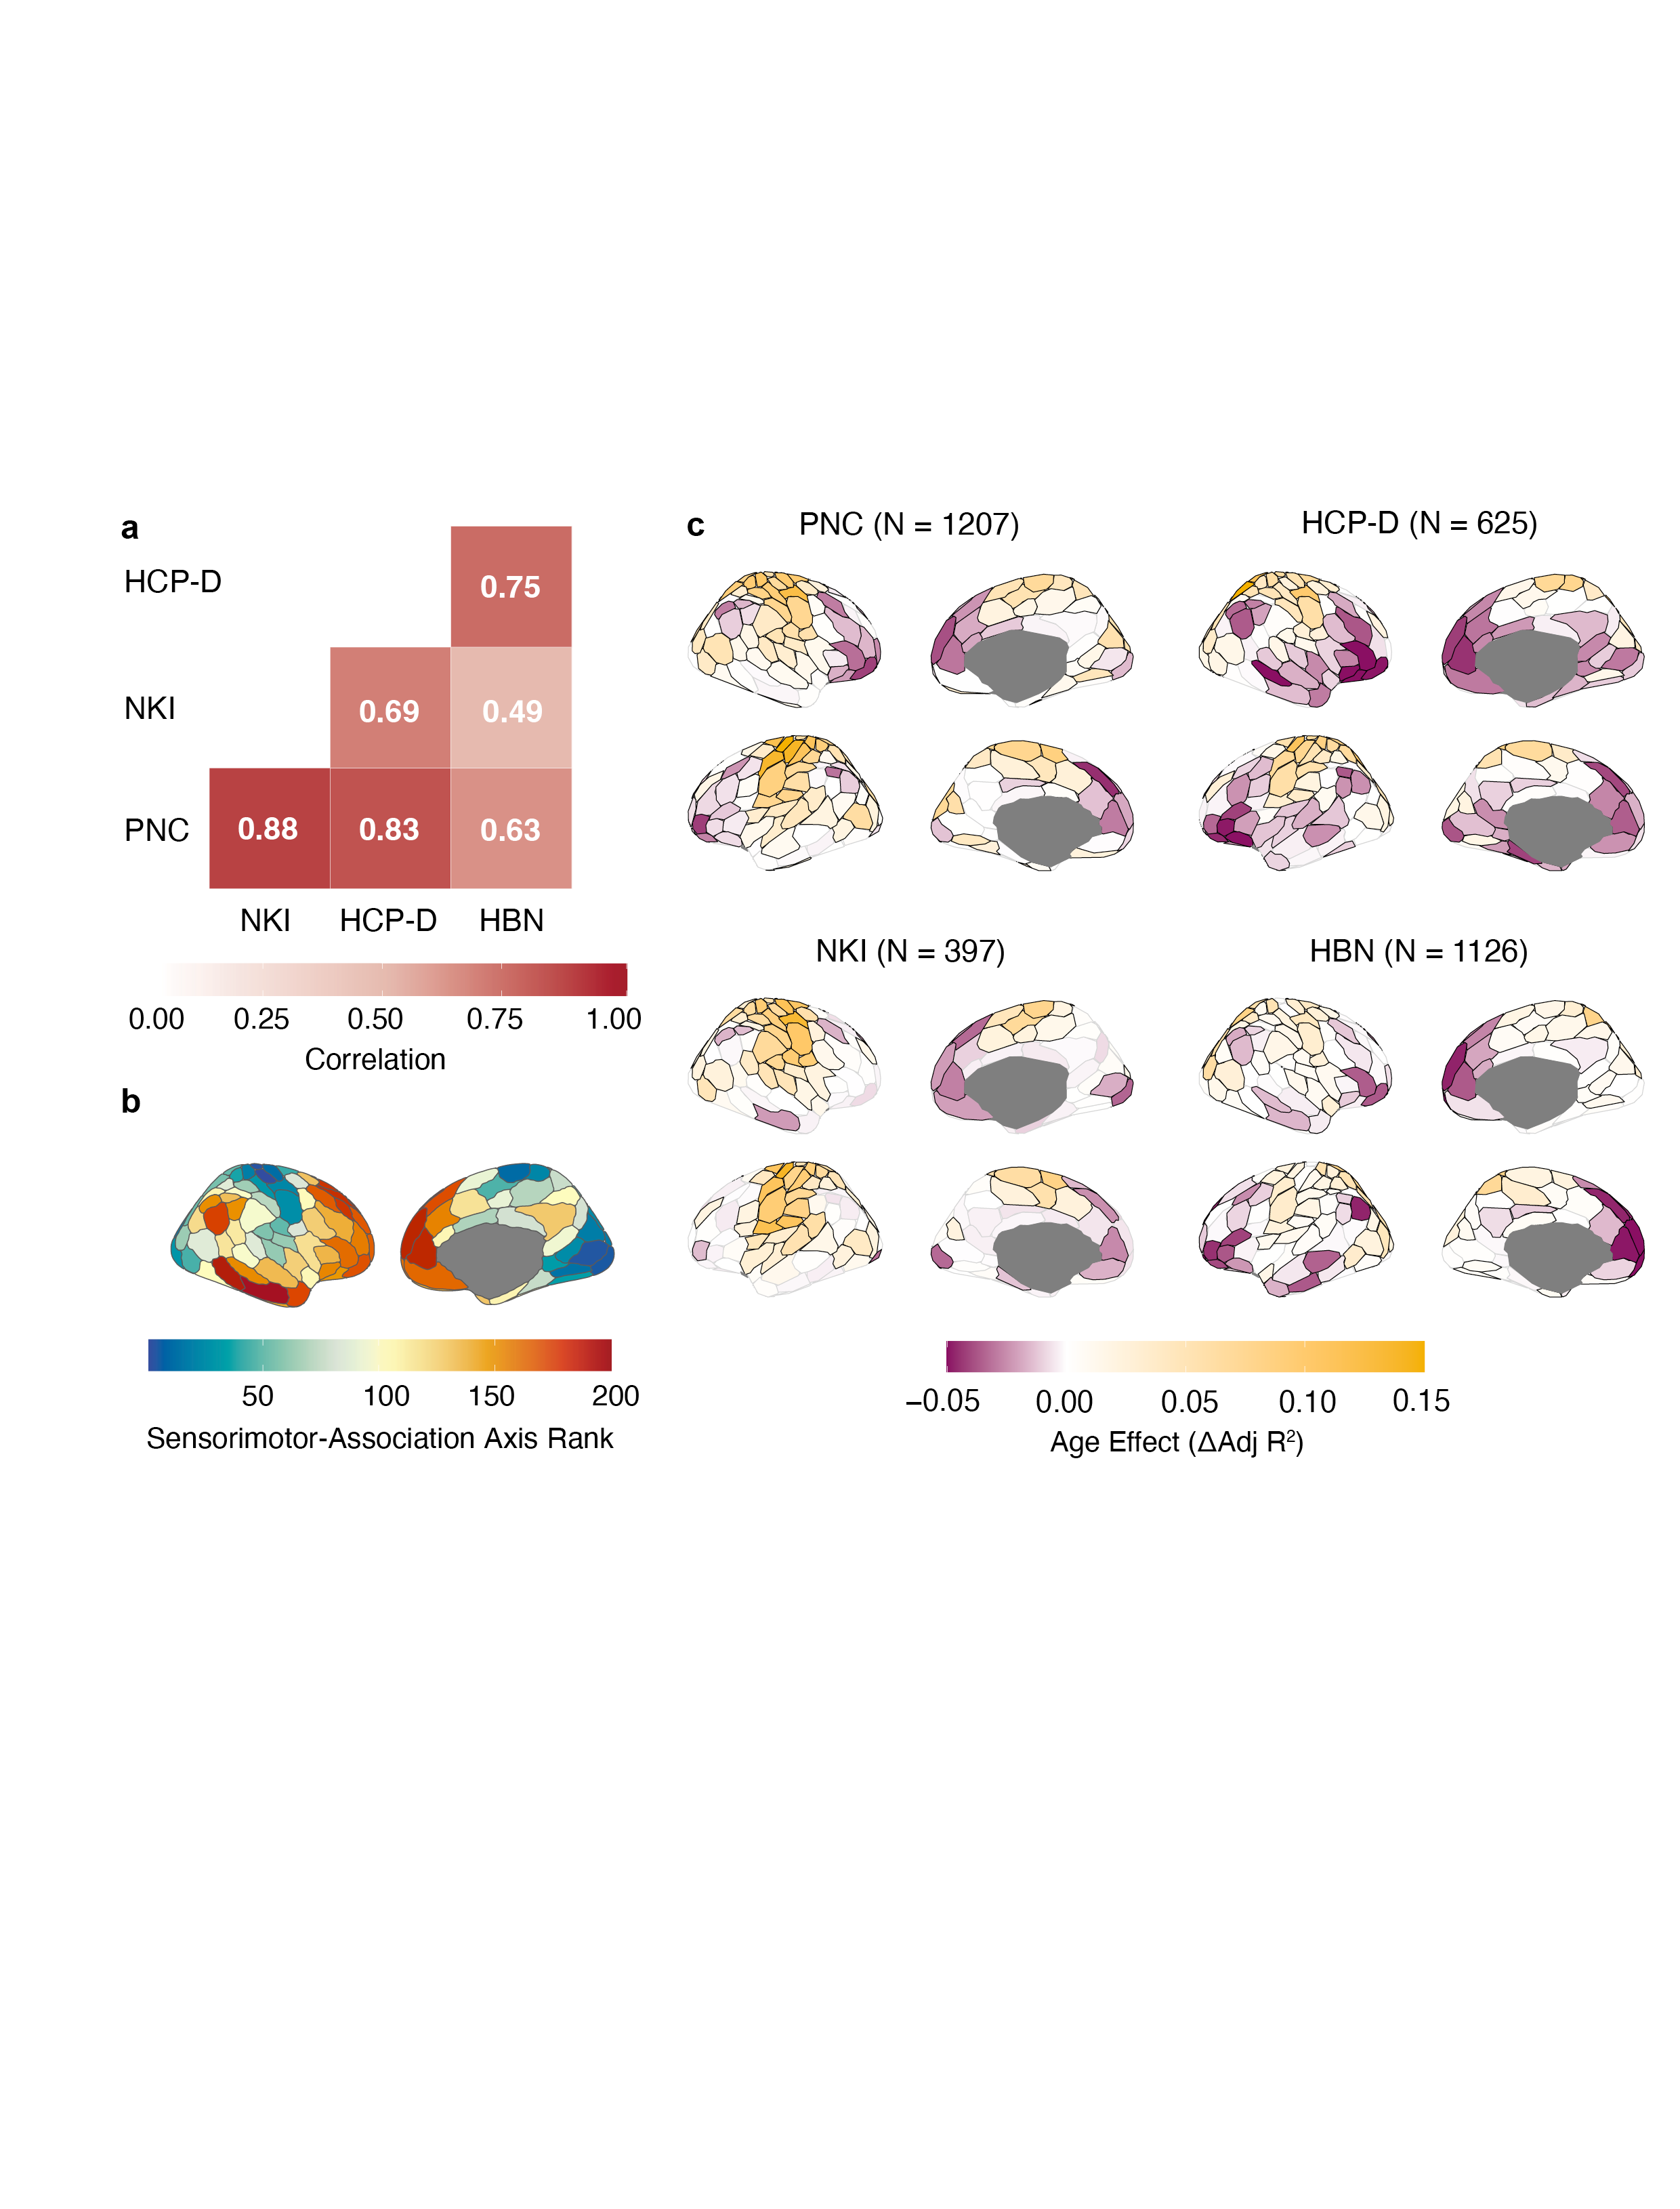 a
HCP-D
0.75
NKI
0.69 0.49
PNC
0.88 0.83 0.63
NKI HCP-D HBN
0.00 0.25 0.50 0.75 1.00
Correlation
b
50 100 150 200
Sensorimotor-Association Axis Rank
c
PNC (N = 1207)
HCP-D (N = 625)
NKI (N = 397)
HBN (N = 1126)
−0.05 0.00 0.05 0.10 0.15
Age Effect (ΔAdj R²)